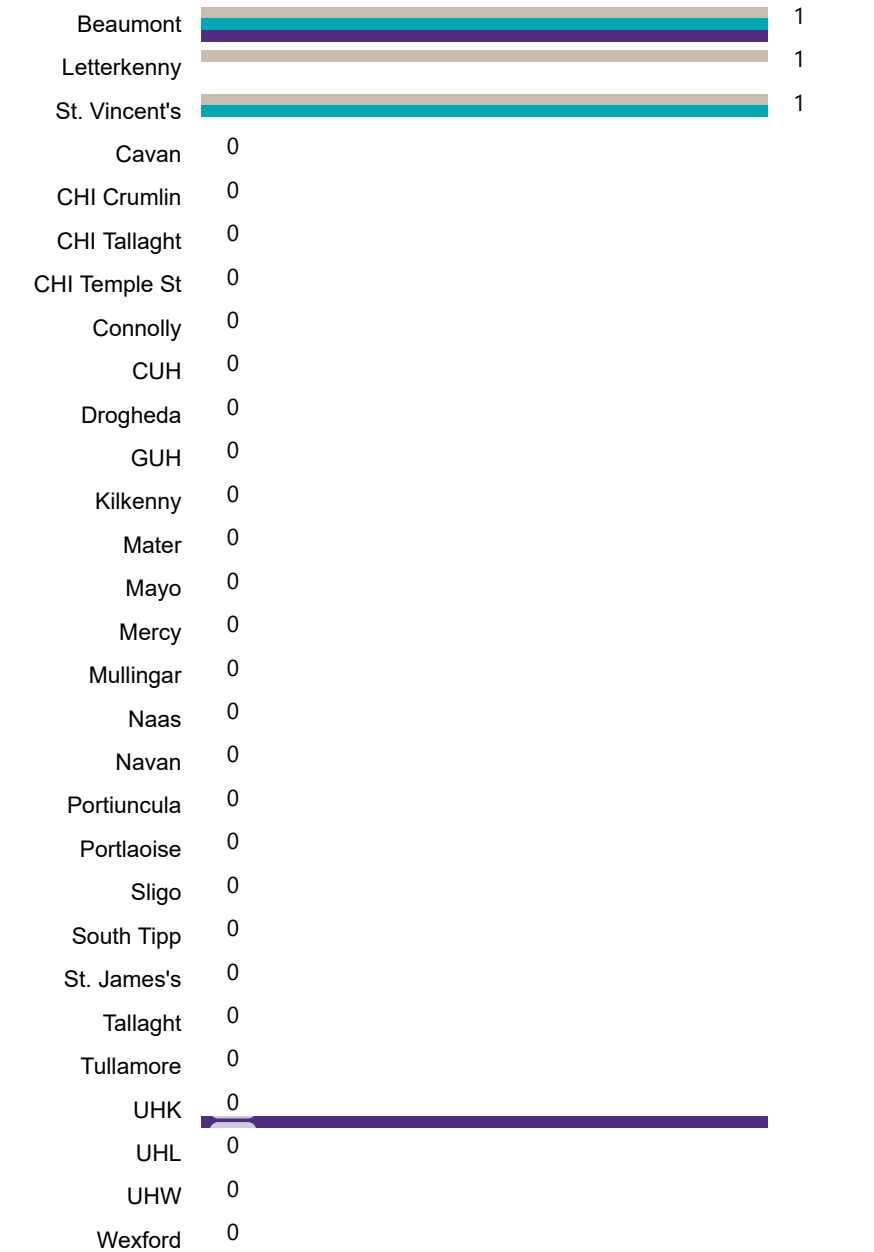 Beaumont 1
Letterkenny 1
St. Vincent's 1
Cavan 0
CHI Crumlin 0
CHI Tallaght 0
CHI Temple St 0
Connolly 0
CUH 0
Drogheda 0
GUH 0
Kilkenny 0
Mater 0
Mayo 0
Mercy 0
Mullingar 0
Naas 0
Navan 0
Portiuncula 0
Portlaoise 0
Sligo 0
South Tipp 0
St. James's 0
Tallaght 0
Tullamore 0
UHK 0
UHL 0
UHW 0
Wexford 0